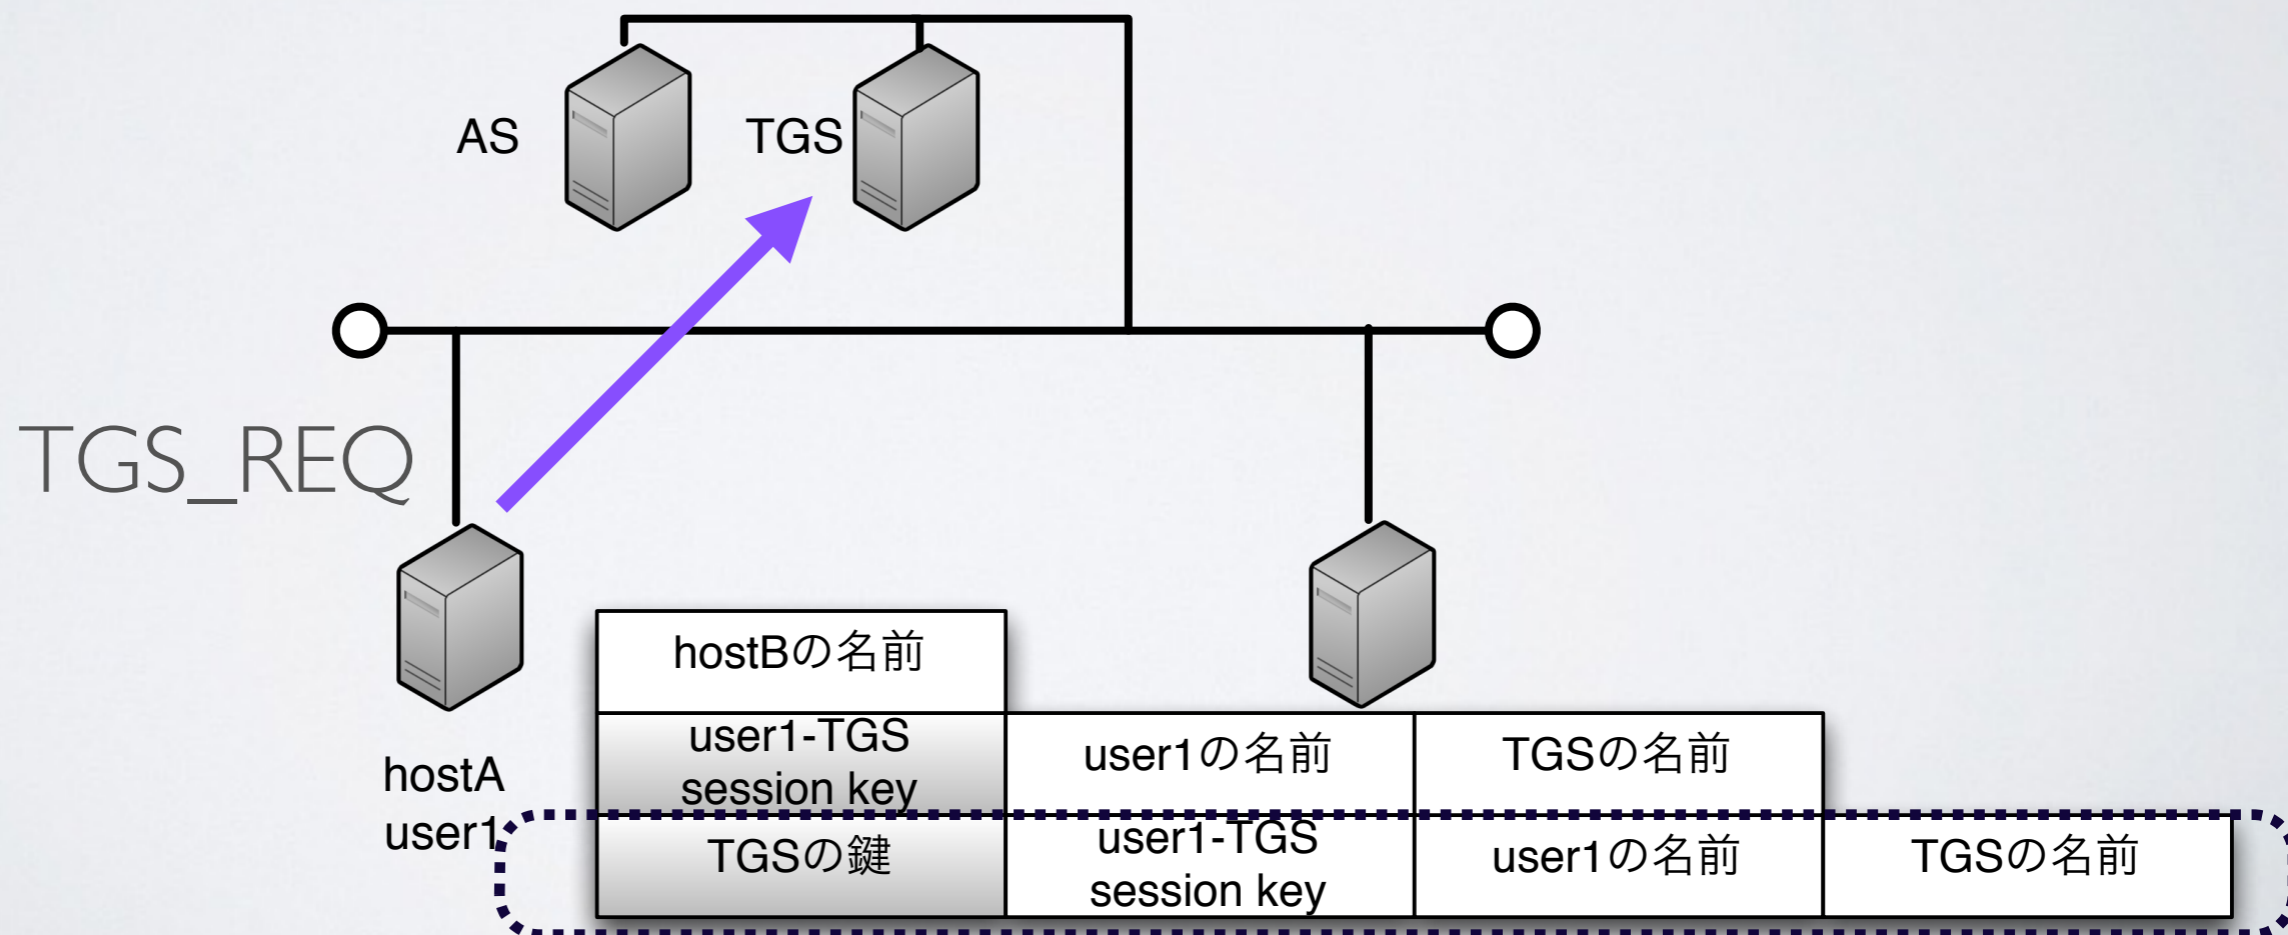 AS
TGS
TGS_REQ
hostA
user1
hostBの名前
user1-TGS
session key
user1の名前
TGSの名前
TGSの鍵
user1-TGS
session key
user1の名前
TGSの名前